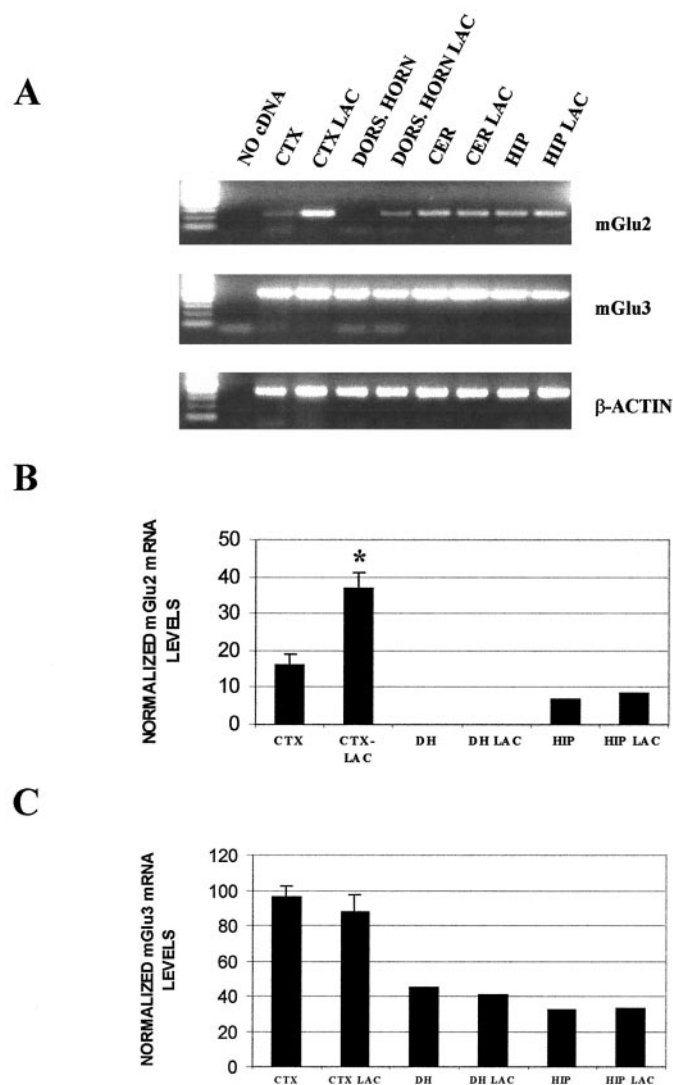 A
NO cDNA
CTX
CTX LAC
DORS. HORN
DORS. HORN LAC
CER
CER LAC
HIP
HIP LAC
mGlu2
mGlu3
β-ACTIN
B
NORMALIZED mGlu2 mRNA
LEVELS
50
40
30
20
10
0
*
CTX
CTX-
LAC
DH
DH LAC
HIP
HIP LAC
C
NORMALIZED mGlu3 mRNA
LEVELS
120
100
80
60
40
20
0
CTX
CTX LAC
DH
DH LAC
HIP
HIP LAC